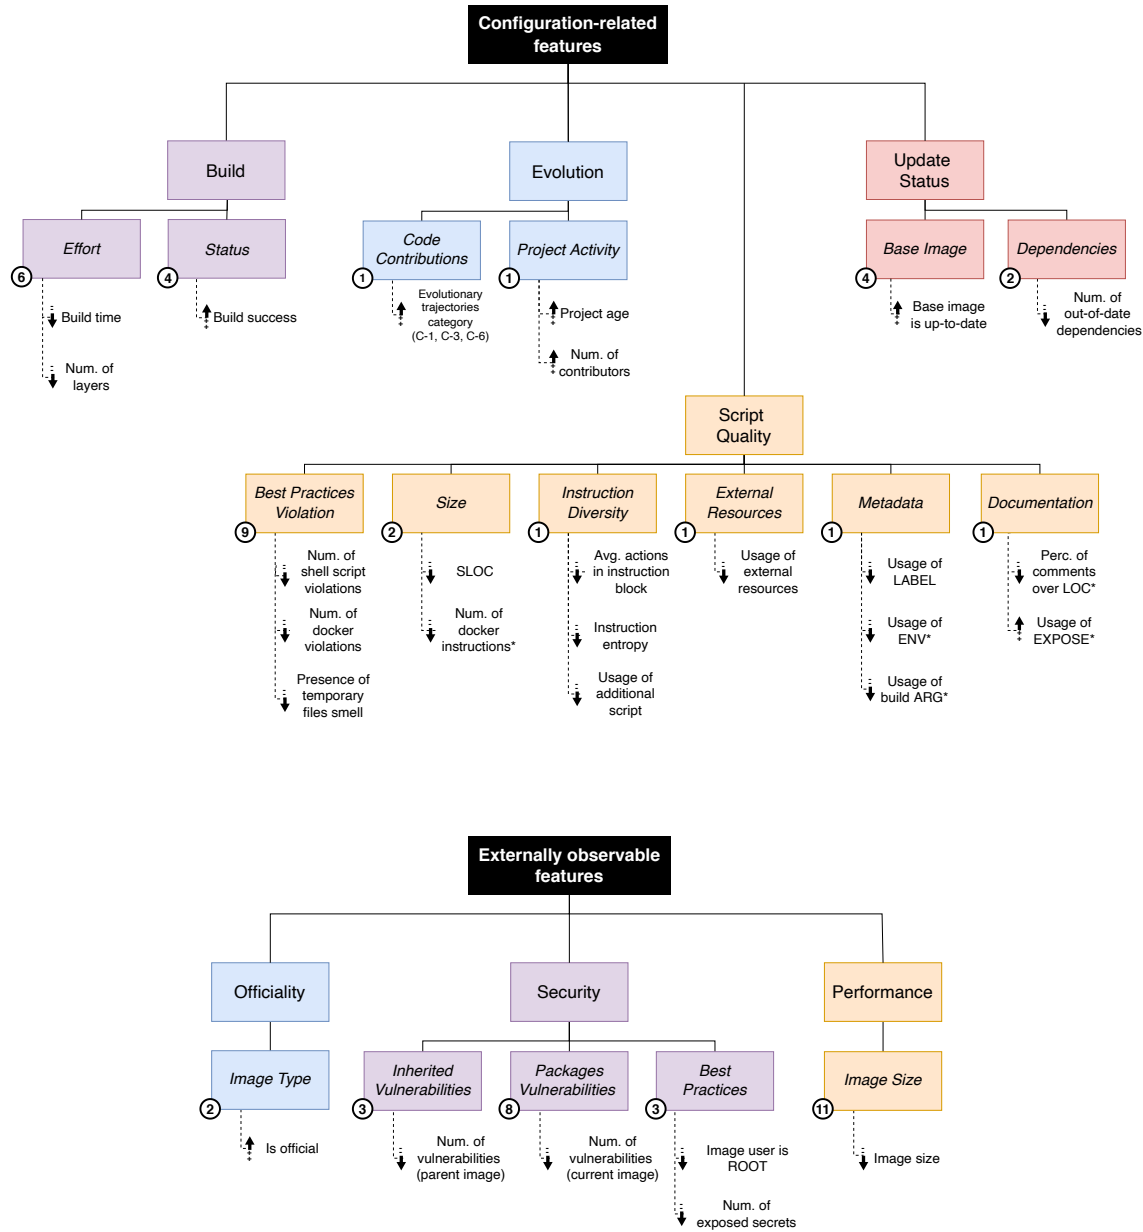 Configuration-related
features
Build
Evolution
Update
Status
Effort
Status
Code
Contributions
Project Activity
Base Image
Dependencies
6
4
1
1
4
2
Build time
Num. of
layers
Build success
Evolutionary
trajectories
category
(C-1, C-3, C-6)
Project age
Num. of
contributors
Base image
is up-to-date
Num. of
out-of-date
dependencies
Script
Quality
Best Practices
Violation
Size
Instruction
Diversity
External
Resources
Metadata
Documentation
9
2
1
1
1
1
Num. of
shell script
violations
Num. of
docker
violations
Presence of
temporary
files smell
SLOC
Num. of
docker
instructions*
Avg. actions
in instruction
block
Instruction
entropy
Usage of
additional
script
Usage of
external
resources
Usage of
LABEL
Usage of
ENV*
Usage of
build ARG*
Perc. of
comments
over LOC*
Usage of
EXPOSE*
Externally observable
features
Officiality
Security
Performance
Image Type
Inherited
Vulnerabilities
Packages
Vulnerabilities
Best
Practices
Image Size
2
3
8
3
11
Is official
Num. of
vulnerabilities
(parent image)
Num. of
vulnerabilities
(current image)
Image user is
ROOT
Num. of
exposed secrets
Image size